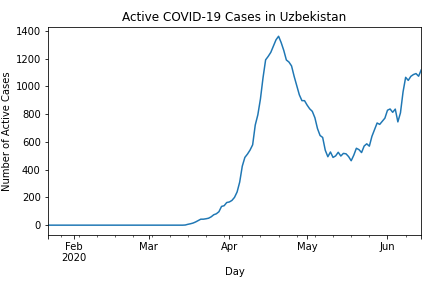 Active COVID-19 Cases in Uzbekistan
Number of Active Cases
1400
1200
1000
800
600
400
200
0
Feb
2020
Mar
Apr
May
Jun
Day